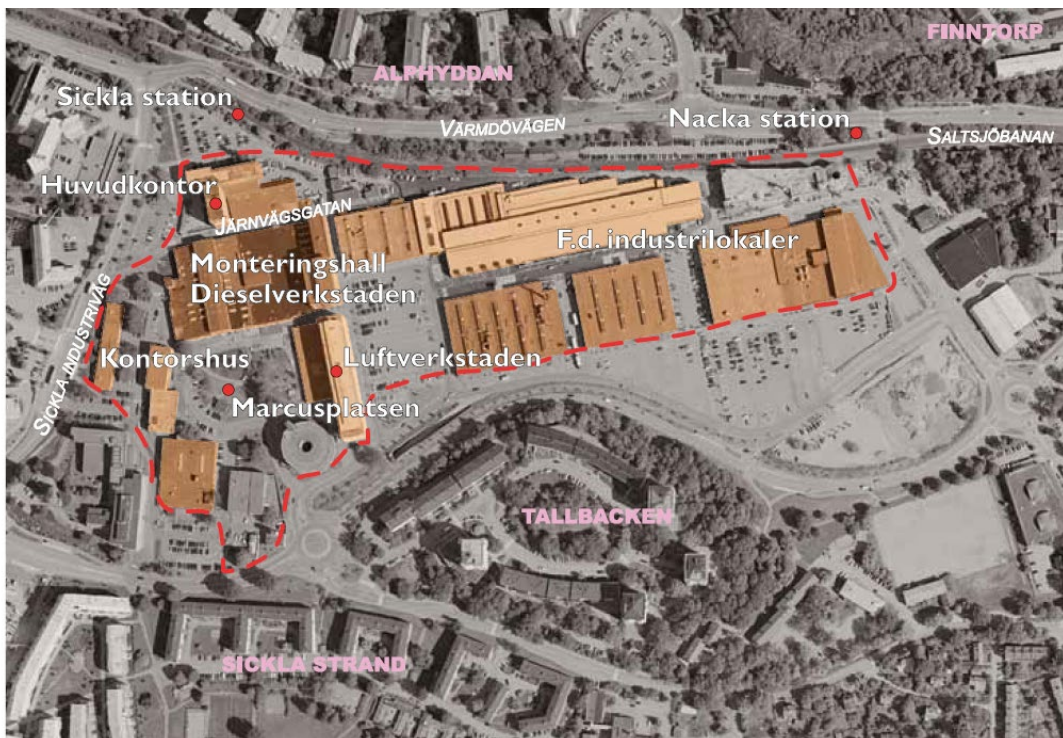 FINNTORP
ALPHYDDAN
Sickla station
VÄRMDÖVÄGEN
Nacka station
SALTSJÖBANAN
Huvudkontor
JÄRNVÄGSGATAN
F.d. industrilokaler
Monteringshall
Dieselverkstaden
SICKLA INDUSTRIVÄG
Kontorshus
Luftverkstaden
Marcusplatsen
TALLBACKEN
SICKLA STRAND